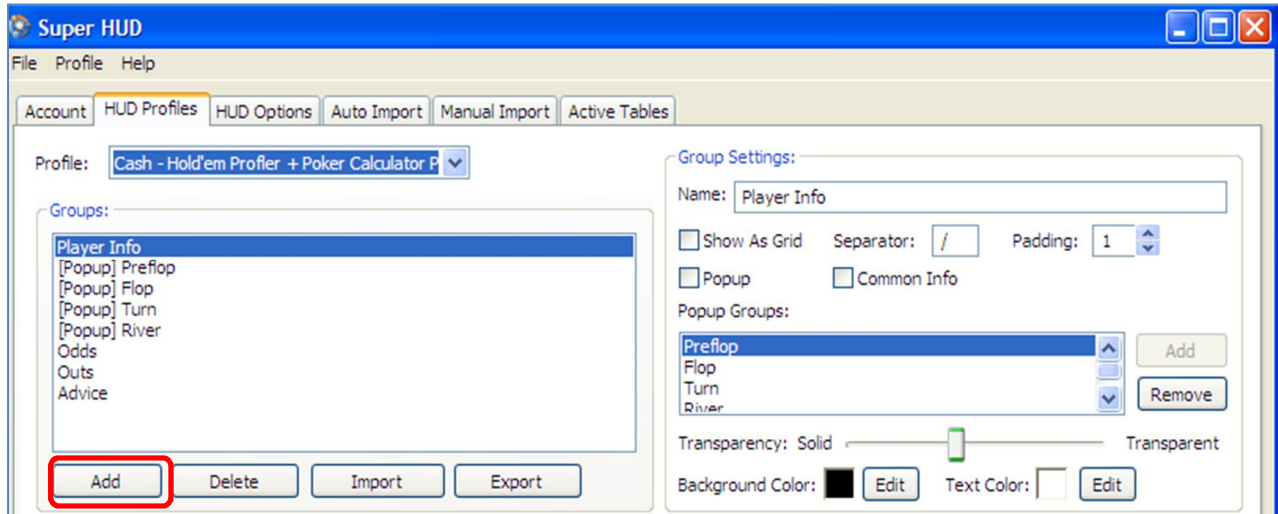 Super HUD
File Profile Help
Account HUD Profiles HUD Options Auto Import Manual Import Active Tables
Profile: Cash - Hold'em Profler + Poker Calculator P
Groups:
Player Info
[Popup] Preflop
[Popup] Flop
[Popup] Turn
[Popup] River
Odds
Outs
Advice
Add Delete Import Export
Group Settings:
Name: Player Info
Show As Grid Separator: / Padding: 1
Popup Common Info
Popup Groups:
Preflop
Flop
Turn
River
Add
Remove
Transparency: Solid Transparent
Background Color: Edit Text Color: Edit